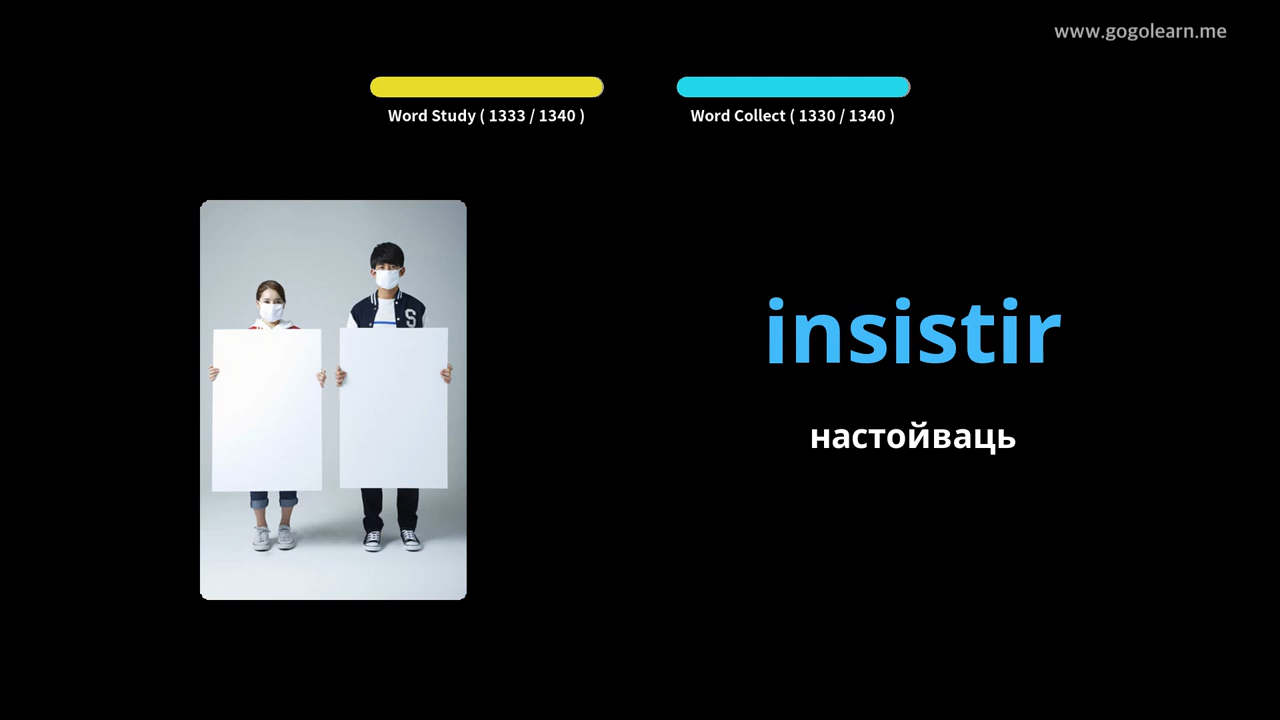 www.gogolearn.me
Word Study ( 1333 / 1340 )
Word Collect ( 1330 / 1340 )
S
insistir
настойваць